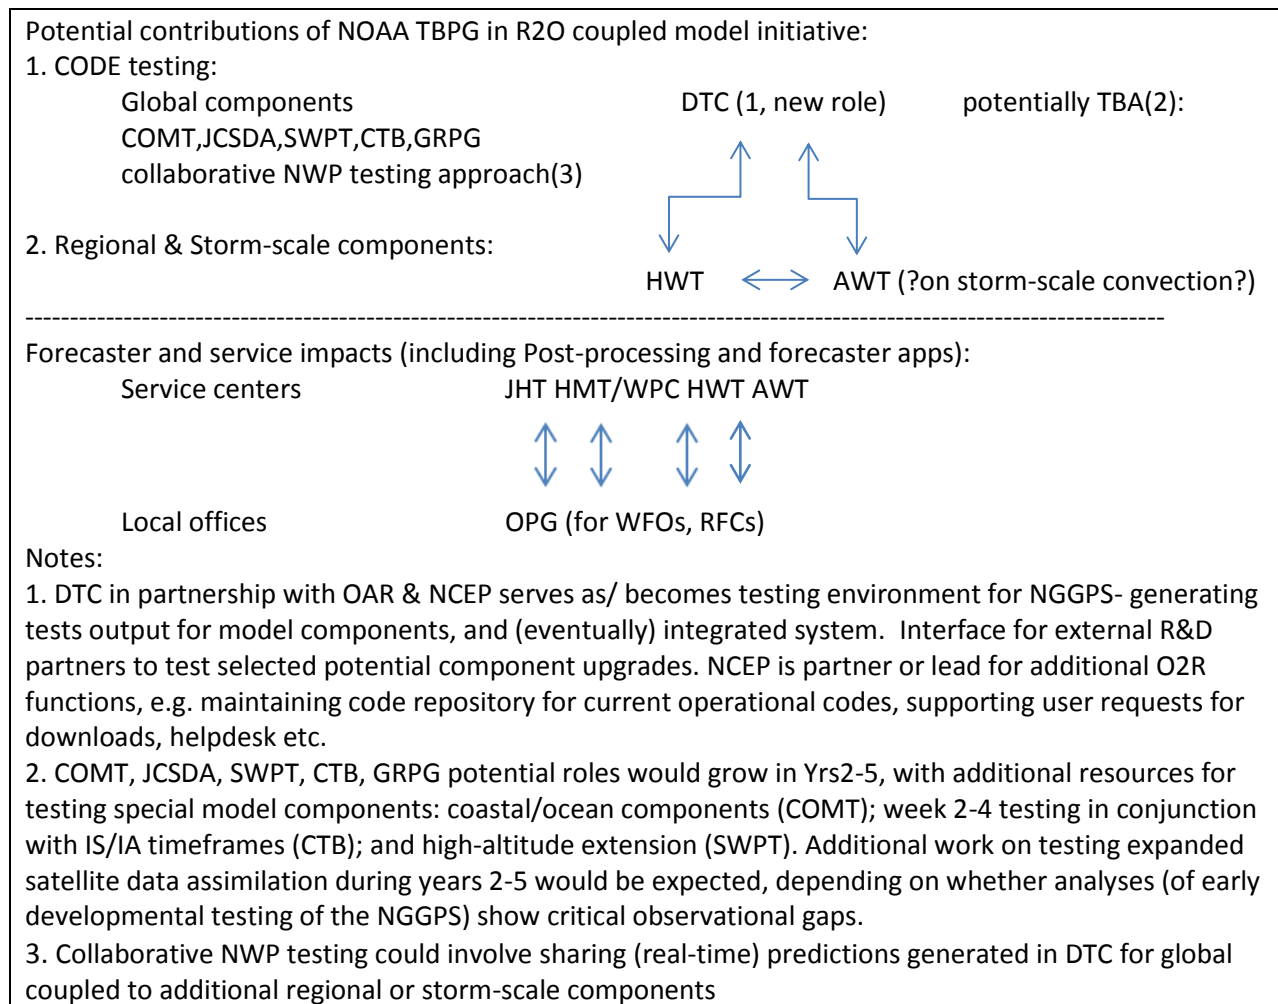 Potential contributions of NOAA TBPG in R2O coupled model initiative:
1. CODE testing:
Global components DTC (1, new role) potentially TBA(2):
COMT,JCSDA,SWPT,CTB,GRPG
collaborative NWP testing approach(3)
2. Regional & Storm-scale components:
HWT AWT (?on storm-scale convection?)
--------------------------------------------------------------------------------------------------------------------------------
Forecaster and service impacts (including Post-processing and forecaster apps):
Service centers JHT HMT/WPC HWT AWT
Local offices OPG (for WFOs, RFCs)
Notes:
1. DTC in partnership with OAR & NCEP serves as/ becomes testing environment for NGGPS- generating
tests output for model components, and (eventually) integrated system. Interface for external R&D
partners to test selected potential component upgrades. NCEP is partner or lead for additional O2R
functions, e.g. maintaining code repository for current operational codes, supporting user requests for
downloads, helpdesk etc.
2. COMT, JCSDA, SWPT, CTB, GRPG potential roles would grow in Yrs2-5, with additional resources for
testing special model components: coastal/ocean components (COMT); week 2-4 testing in conjunction
with IS/IA timeframes (CTB); and high-altitude extension (SWPT). Additional work on testing expanded
satellite data assimilation during years 2-5 would be expected, depending on whether analyses (of early
developmental testing of the NGGPS) show critical observational gaps.
3. Collaborative NWP testing could involve sharing (real-time) predictions generated in DTC for global
coupled to additional regional or storm-scale components